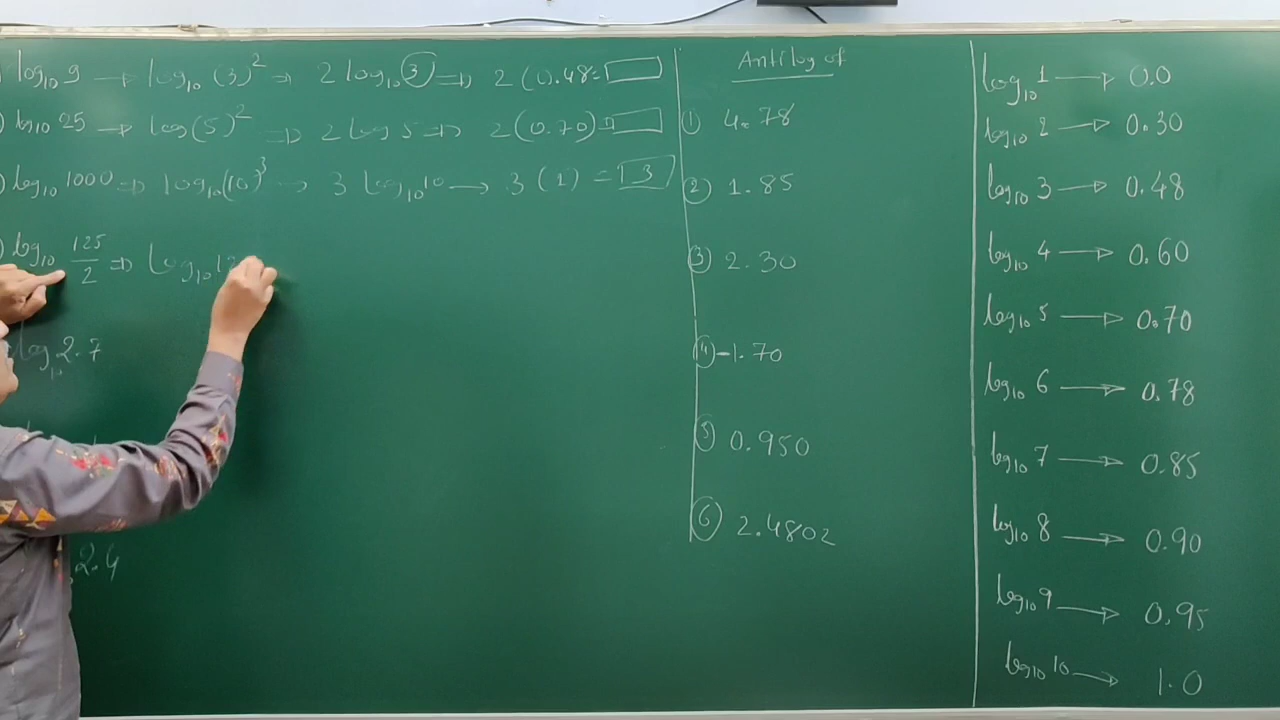 ) log₁₀ 9 → log₁₀ (3)² ⇒ 2 log₁₀ 3 ⇒ 2 (0.48=
) log₁₀ 25 → log (5)² ⇒ 2 log 5 ⇒ 2 (0.70) =
) log₁₀ 1000 ⇒ log₁₀ (10)³ → 3 log₁₀ 10 → 3 (1) = 3
) log₁₀ 125/2 ⇒ log₁₀ 12
log₁₀ 2.7
2.4
Antilog of
① 4.78
② 1.85
③ 2.30
④ -1.70
⑤ 0.950
⑥ 2.4802
log₁₀ 1 → 0.0
log₁₀ 2 → 0.30
log₁₀ 3 → 0.48
log₁₀ 4 → 0.60
log₁₀ 5 → 0.70
log₁₀ 6 → 0.78
log₁₀ 7 → 0.85
log₁₀ 8 → 0.90
log₁₀ 9 → 0.95
log₁₀ 10 → 1.0